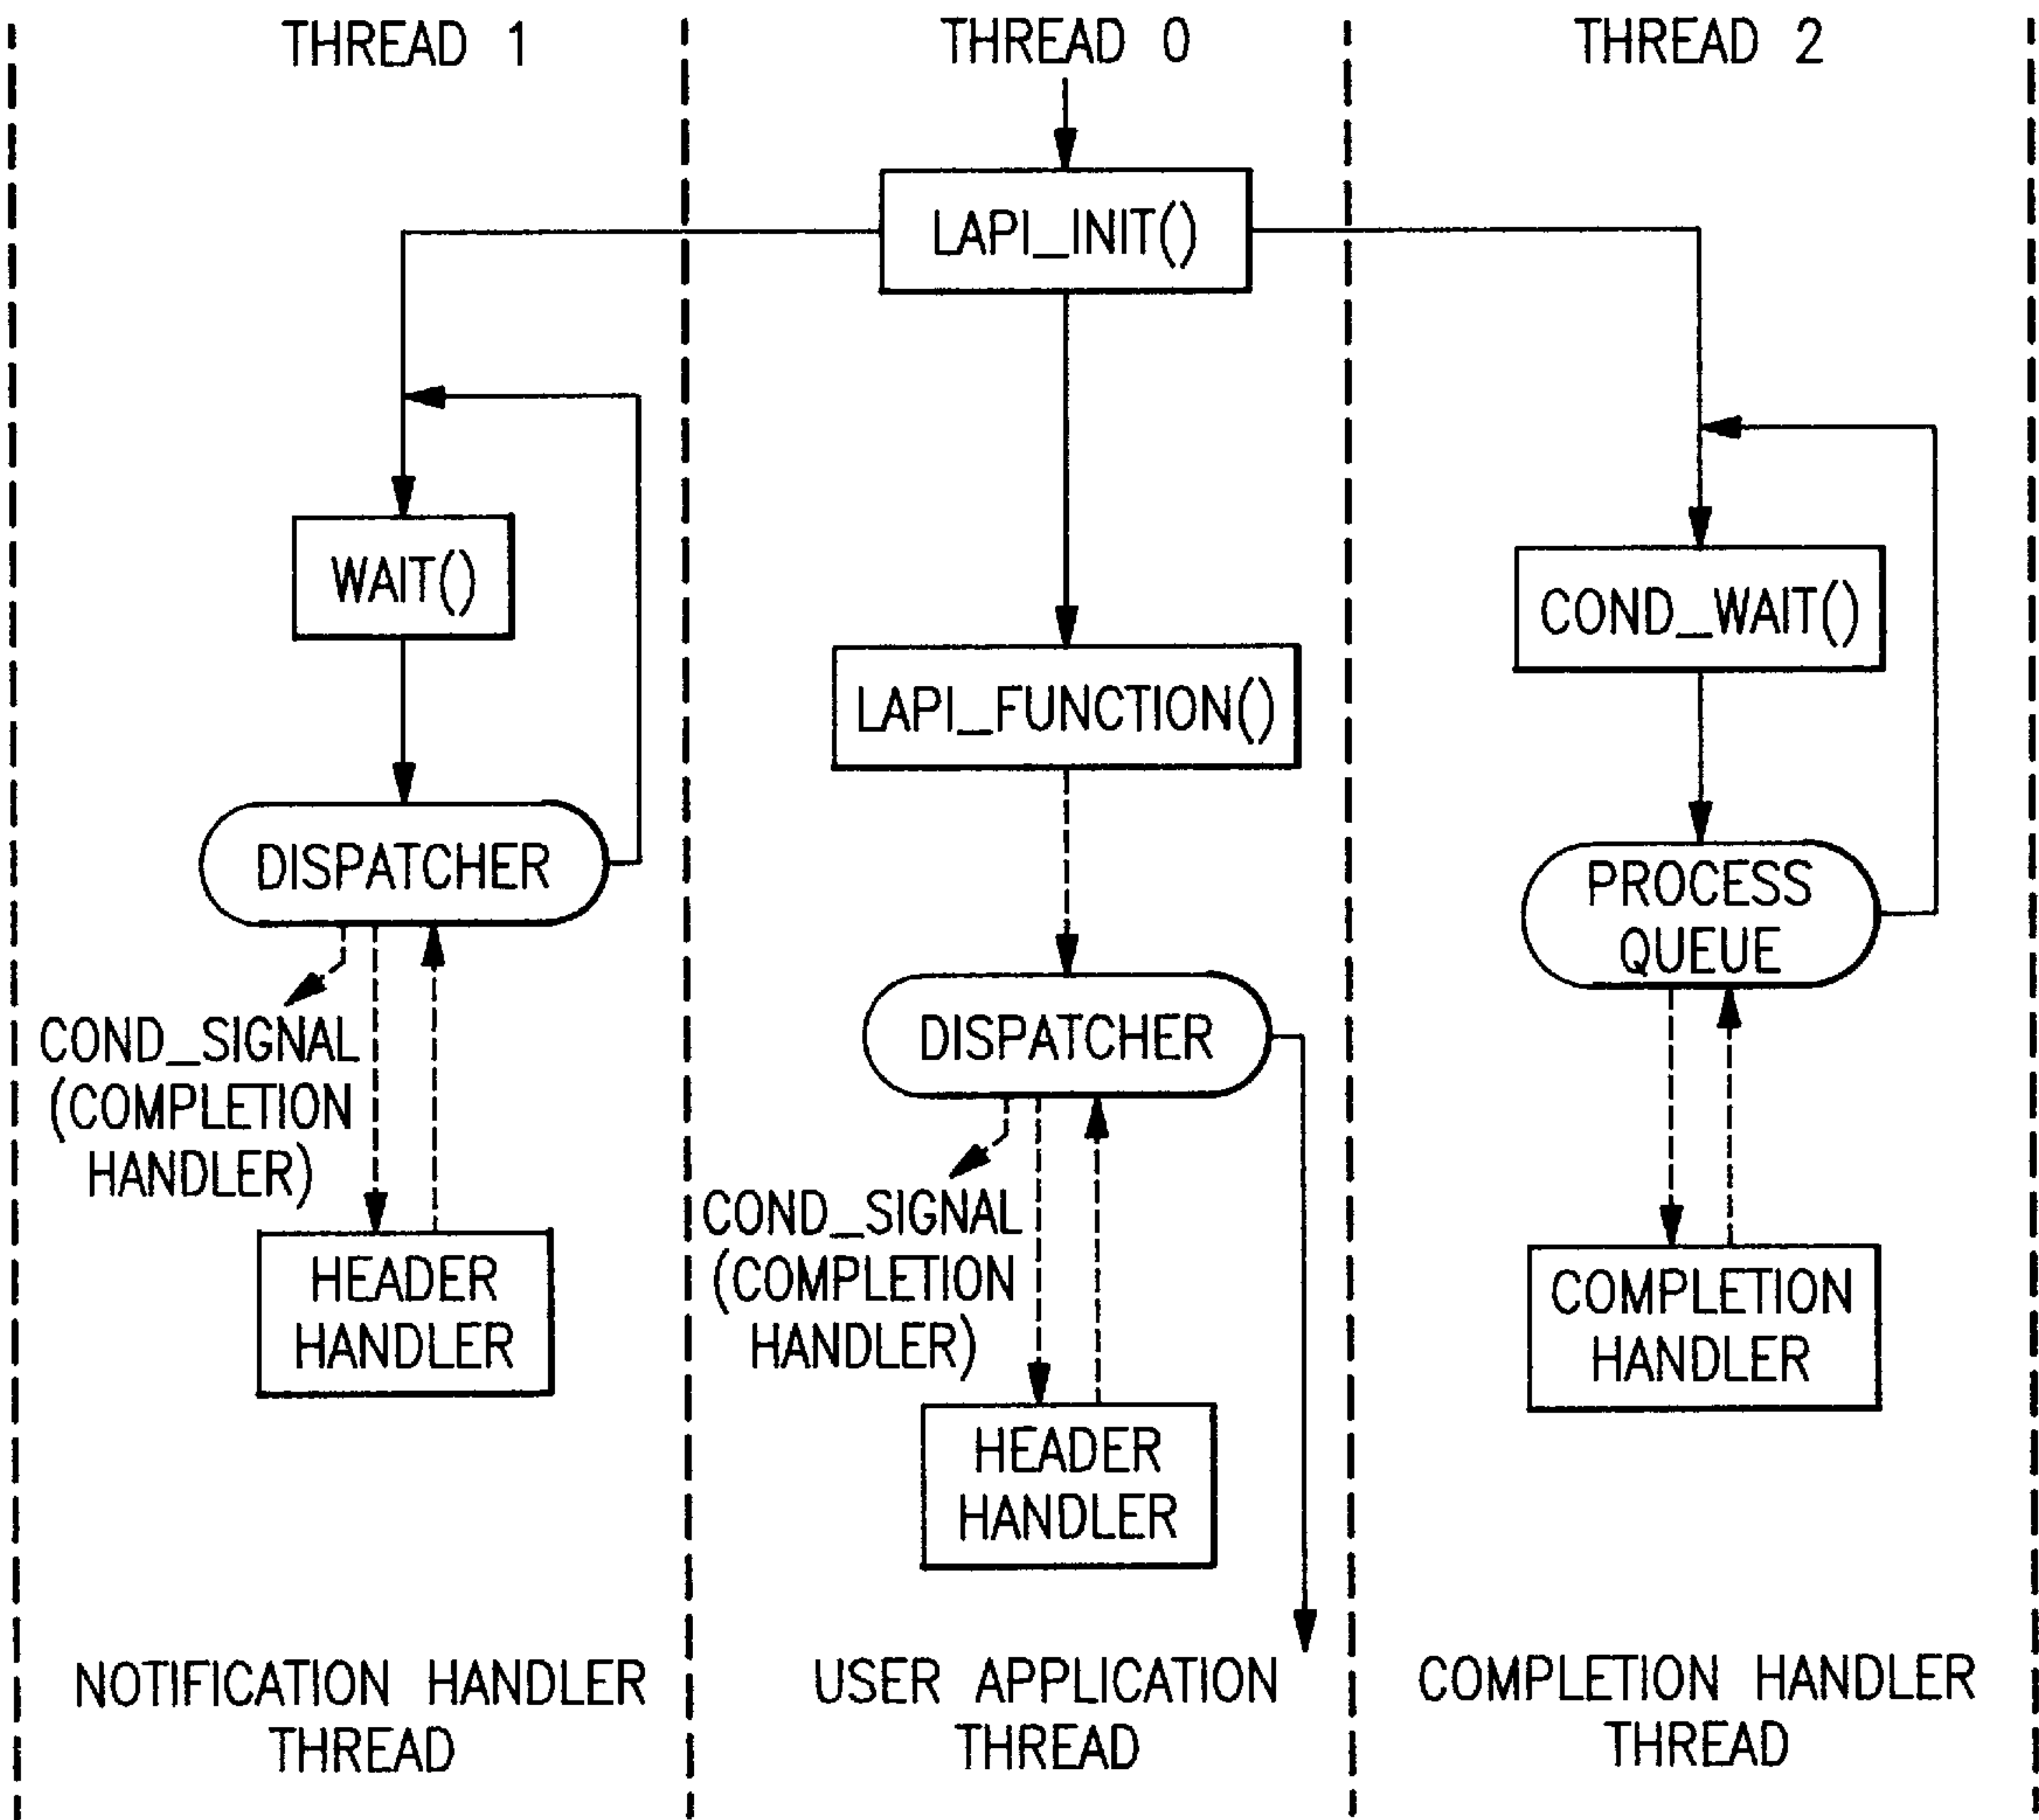 THREAD 1
THREAD 0
THREAD 2
LAPI_INIT()
WAIT()
COND_WAIT()
LAPI_FUNCTION()
DISPATCHER
PROCESS
QUEUE
DISPATCHER
COND_SIGNAL
(COMPLETION
HANDLER)
COND_SIGNAL
(COMPLETION
HANDLER)
HEADER
HANDLER
COMPLETION
HANDLER
HEADER
HANDLER
NOTIFICATION HANDLER
THREAD
USER APPLICATION
THREAD
COMPLETION HANDLER
THREAD